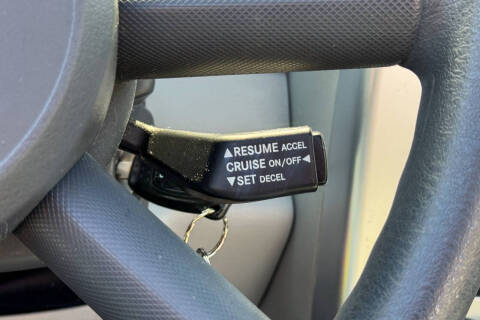 ▲RESUME ACCEL
CRUISE ON/OFF◀
▼SET DECEL